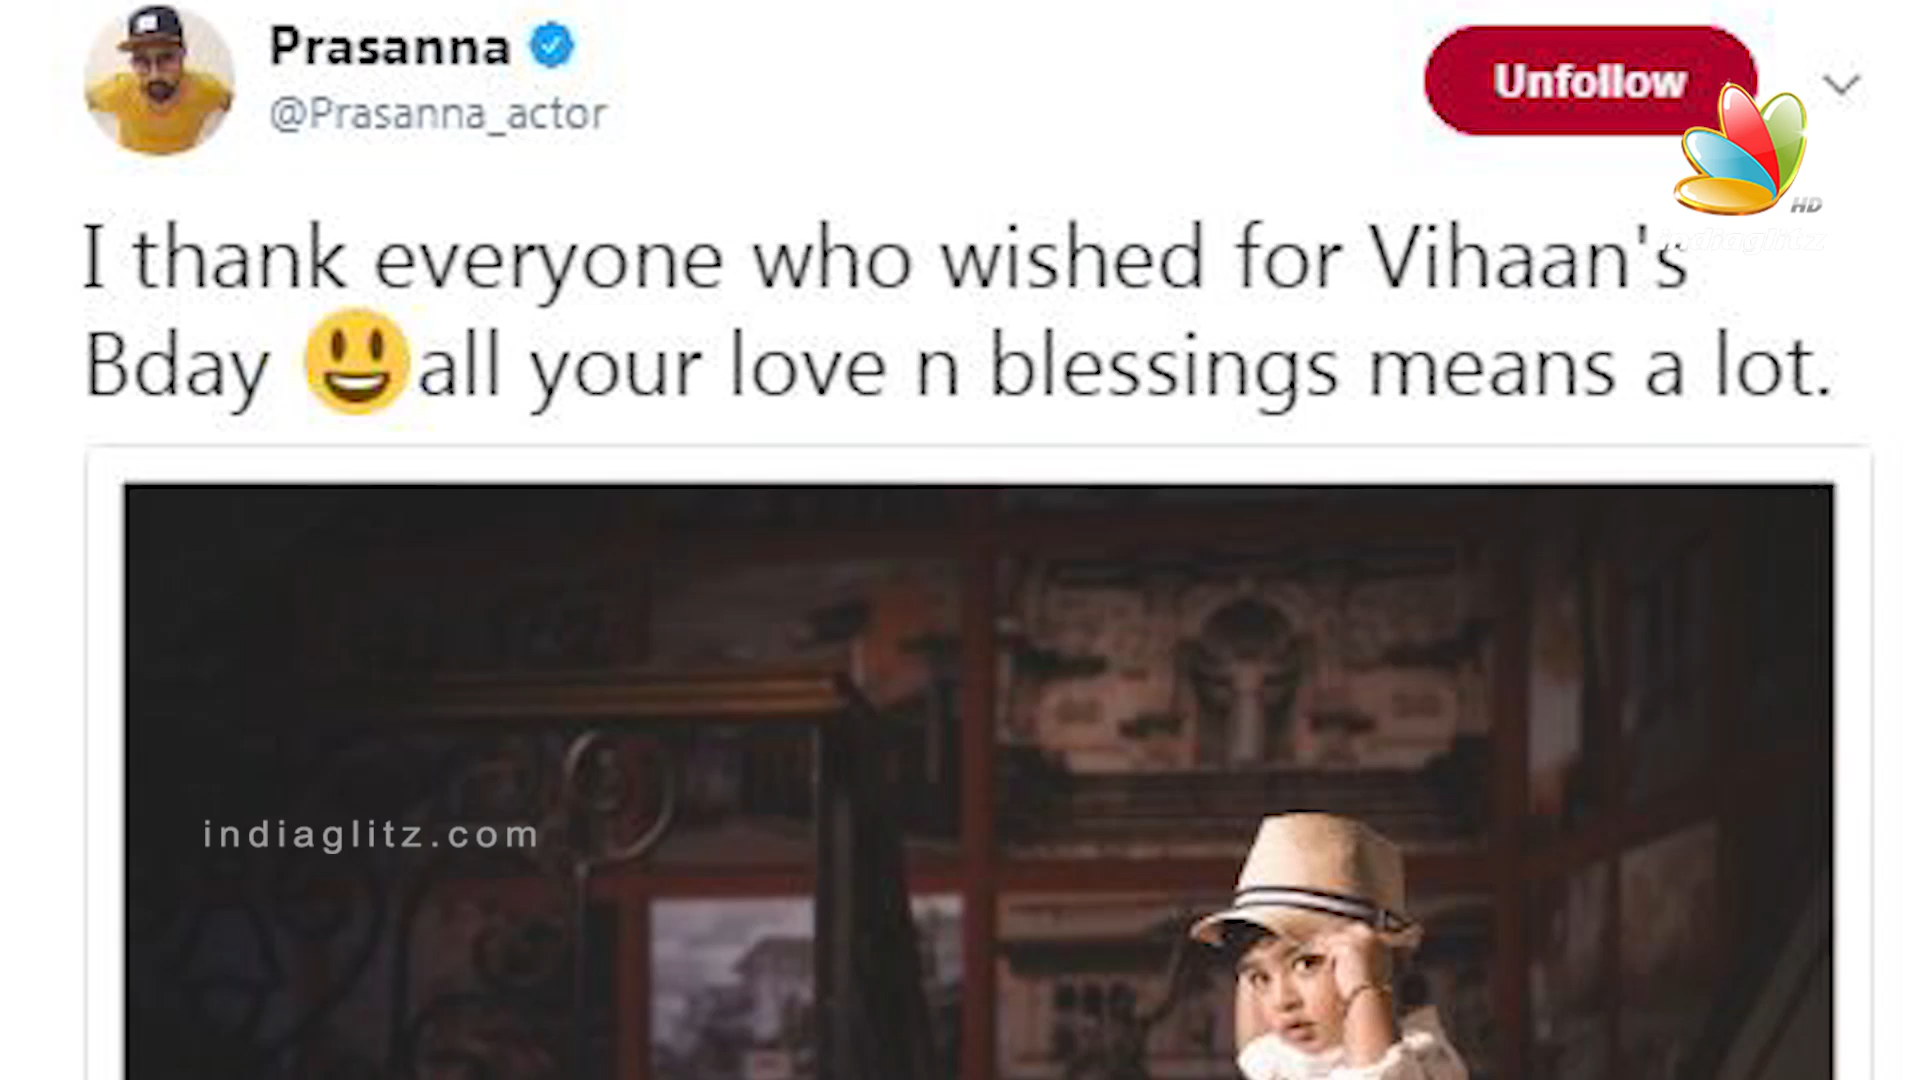 Prasanna
@Prasanna_actor
Unfollow
HD
indiaglitz
I thank everyone who wished for Vihaan's
Bday 😃all your love n blessings means a lot.
indiaglitz.com